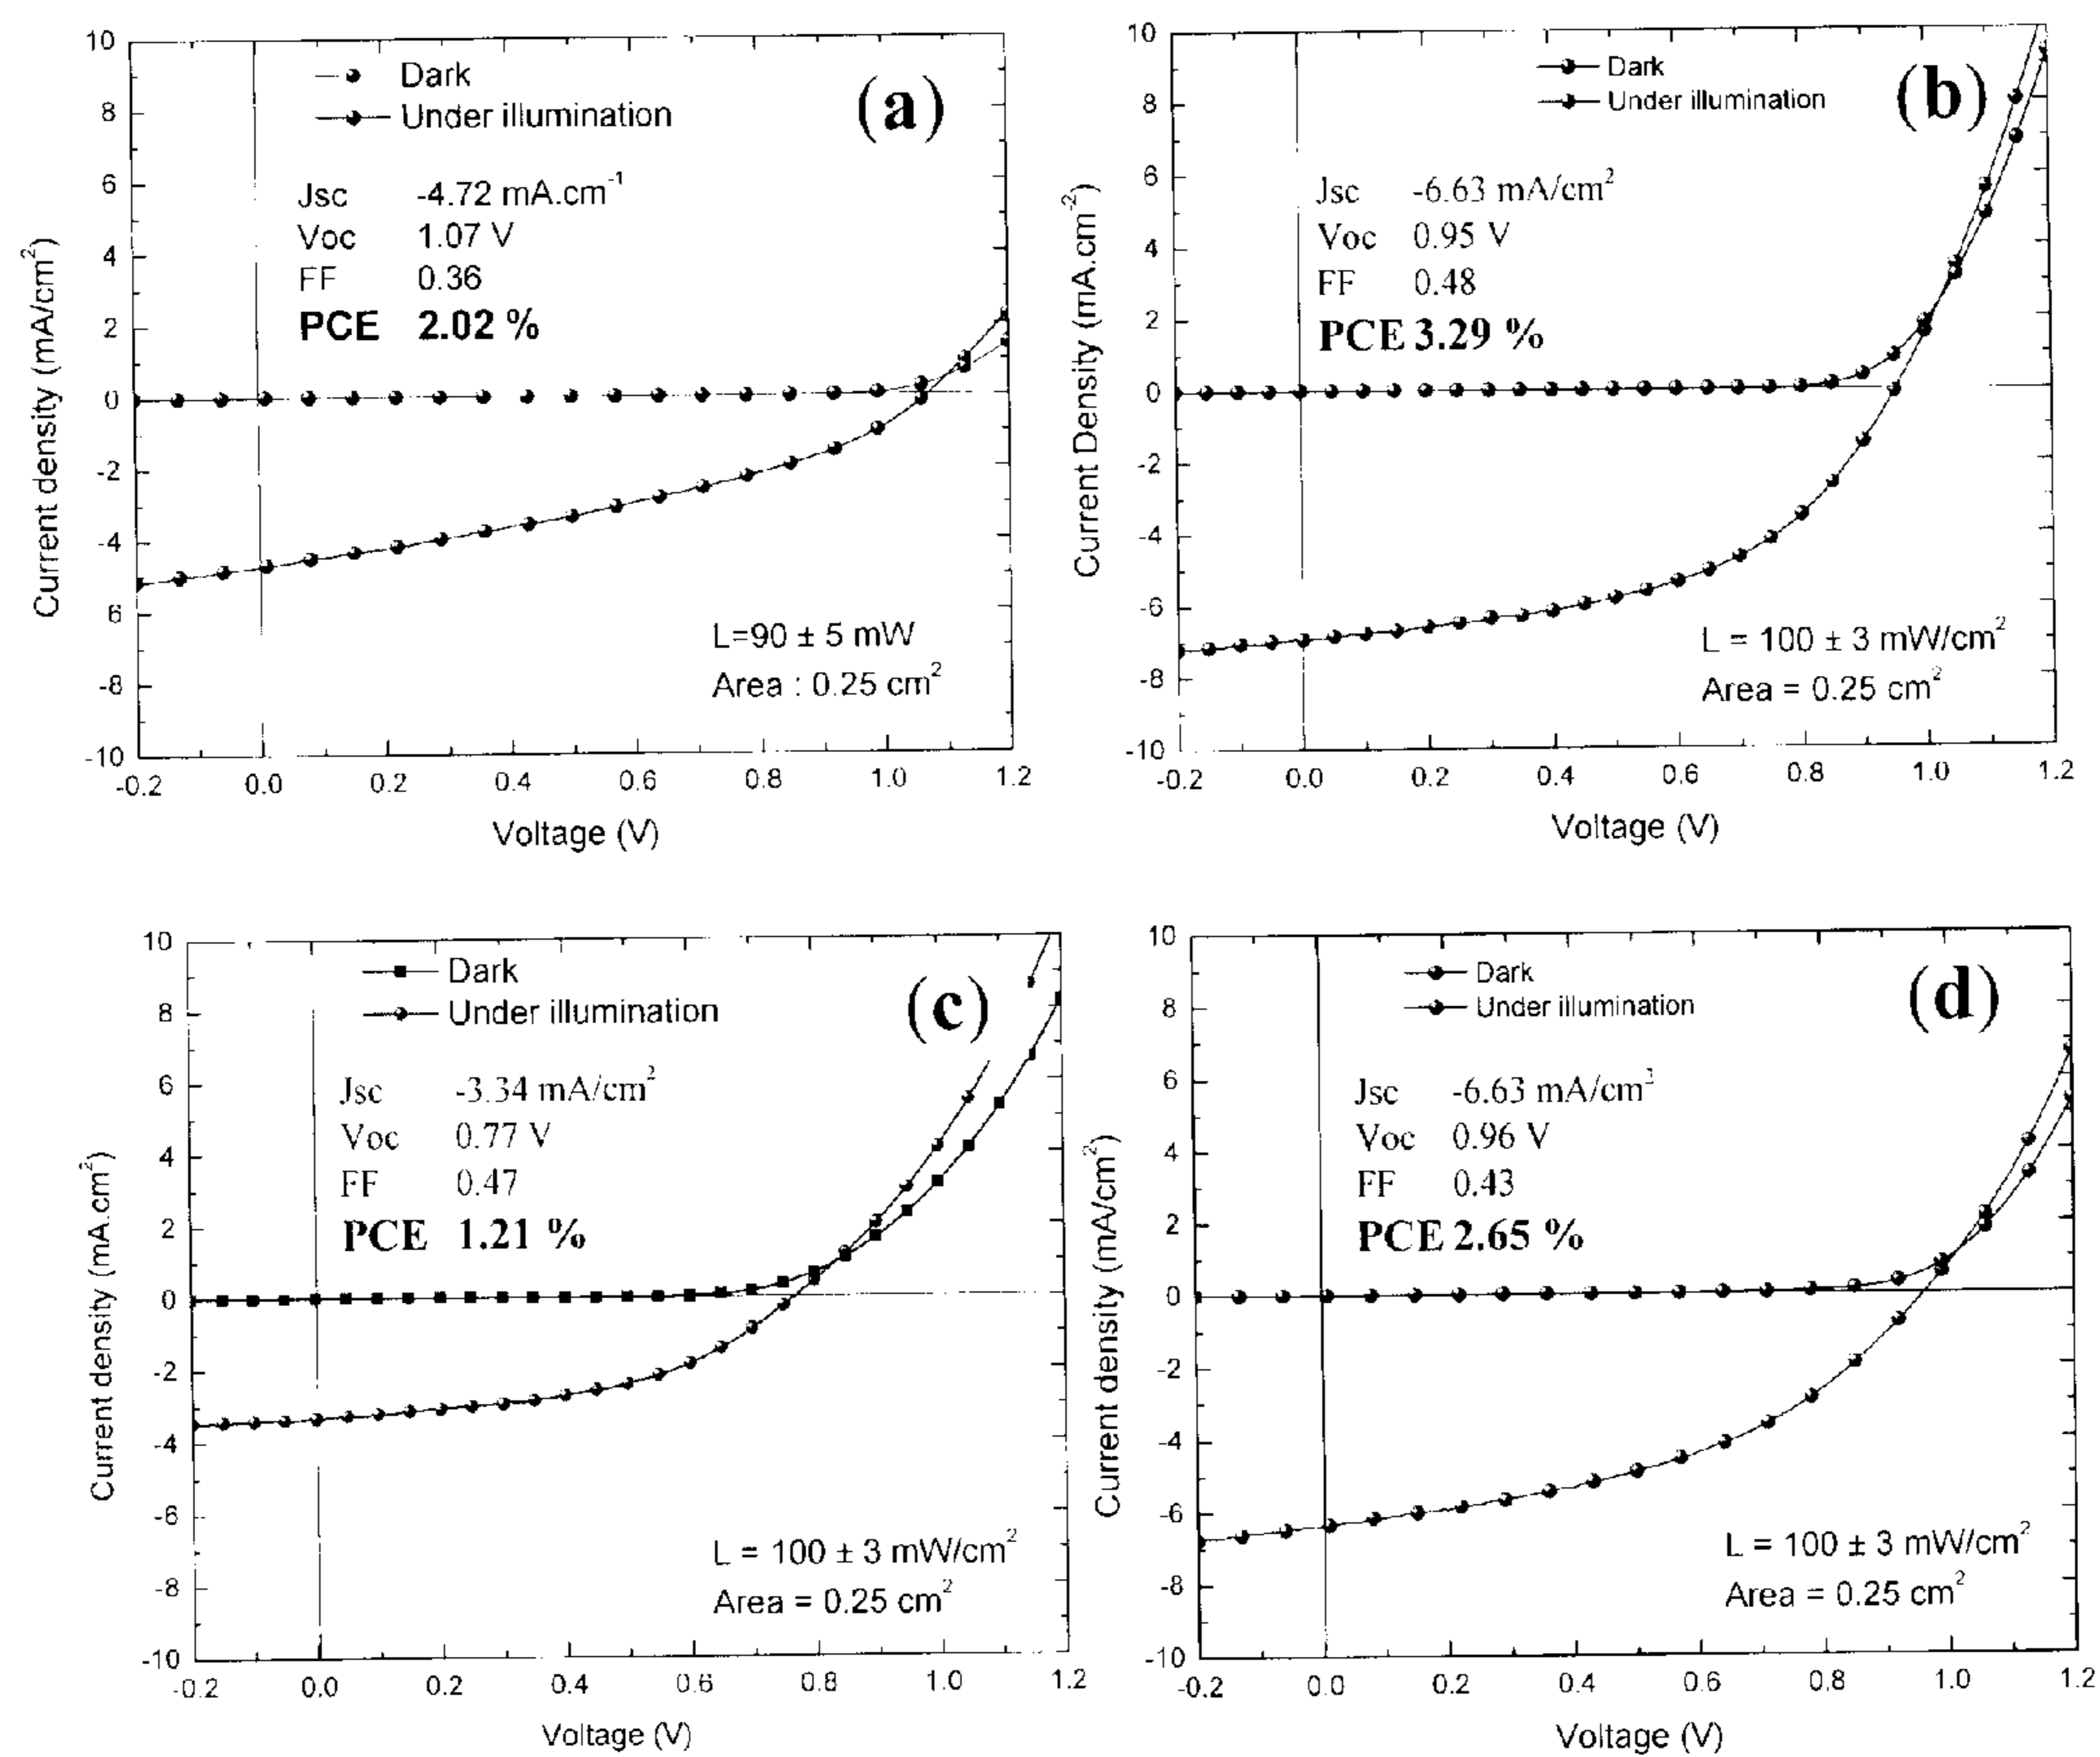 (a)
Dark
Under illumination
Jsc -4.72 mA.cm⁻¹
Voc 1.07 V
FF 0.36
PCE 2.02 %
L=90 ± 5 mW
Area : 0.25 cm²
Current density (mA/cm²)
10
8
6
4
2
0
-2
-4
6
-8
-10
-0.2 0.0 0.2 0.4 0.6 0.8 1.0 1.2
Voltage (V)
(b)
Dark
Under illumination
Jsc -6.63 mA/cm²
Voc 0.95 V
FF 0.48
PCE 3.29 %
L = 100 ± 3 mW/cm²
Area = 0.25 cm²
Current Density (mA.cm⁻²)
10
8
6
4
2
0
-2
-4
-6
-8
-10
-0.2 0.0 0.2 0.4 0.6 0.8 1.0 1.2
Voltage (V)
(c)
Dark
Under illumination
Jsc -3.34 mA/cm²
Voc 0.77 V
FF 0.47
PCE 1.21 %
L = 100 ± 3 mW/cm²
Area = 0.25 cm²
Current density (mA.cm²)
10
8
6
4
2
0
-2
-4
-6
-8
-10
-0.2 0.0 0.2 0.4 0.6 0.8 1.0 1.2
Voltage (V)
(d)
Dark
Under illumination
Jsc -6.63 mA/cm²
Voc 0.96 V
FF 0.43
PCE 2.65 %
L = 100 ± 3 mW/cm²
Area = 0.25 cm²
Current density (mA/cm²)
10
8
6
4
2
0
-2
-4
-6
-8
-10
-0.2 0.0 0.2 0.4 0.6 0.8 1.0 1.2
Voltage (V)